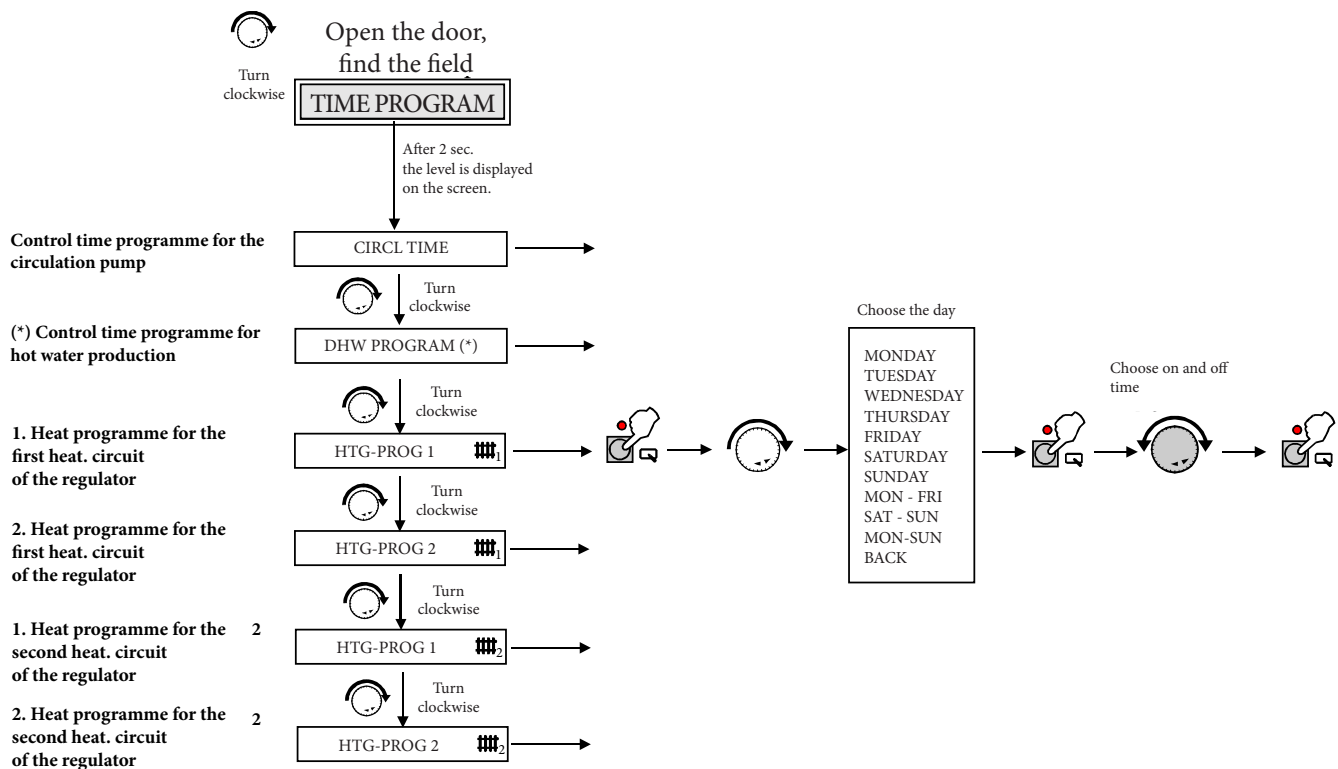 Open the door,
find the field
Turn
clockwise
TIME PROGRAM
After 2 sec.
the level is displayed
on the screen.
Control time programme for the
circulation pump
CIRCL TIME
Turn
clockwise
(*) Control time programme for
hot water production
DHW PROGRAM (*)
Turn
clockwise
1. Heat programme for the
first heat. circuit
of the regulator
HTG-PROG 1 1
Turn
clockwise
2. Heat programme for the
first heat. circuit
of the regulator
HTG-PROG 2 1
Turn
clockwise
1. Heat programme for the 2
second heat. circuit
of the regulator
HTG-PROG 1 2
Turn
clockwise
2. Heat programme for the 2
second heat. circuit
of the regulator
HTG-PROG 2 2
Choose the day
MONDAY
TUESDAY
WEDNESDAY
THURSDAY
FRIDAY
SATURDAY
SUNDAY
MON - FRI
SAT - SUN
MON-SUN
BACK
Choose on and off
time